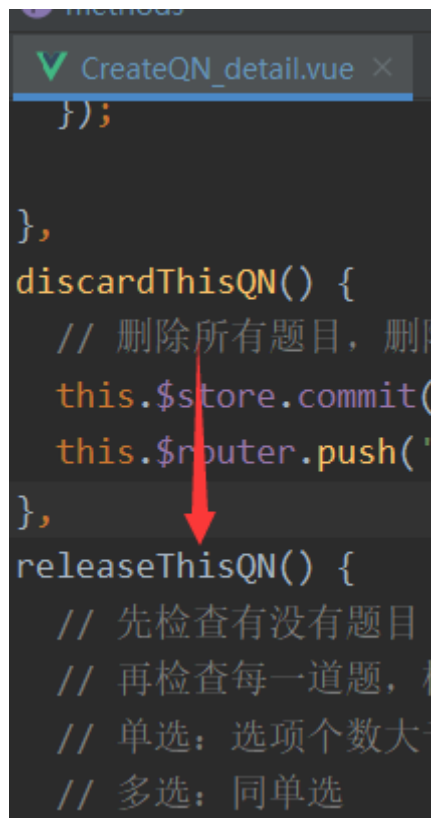 methods
CreateQN_detail.vue ×
});
},
discardThisQN() {
// 删除所有题目，删
this.$store.commit(
this.$router.push('
},
releaseThisQN() {
// 先检查有没有题目
// 再检查每一道题，
// 单选：选项个数大
// 多选：同单选